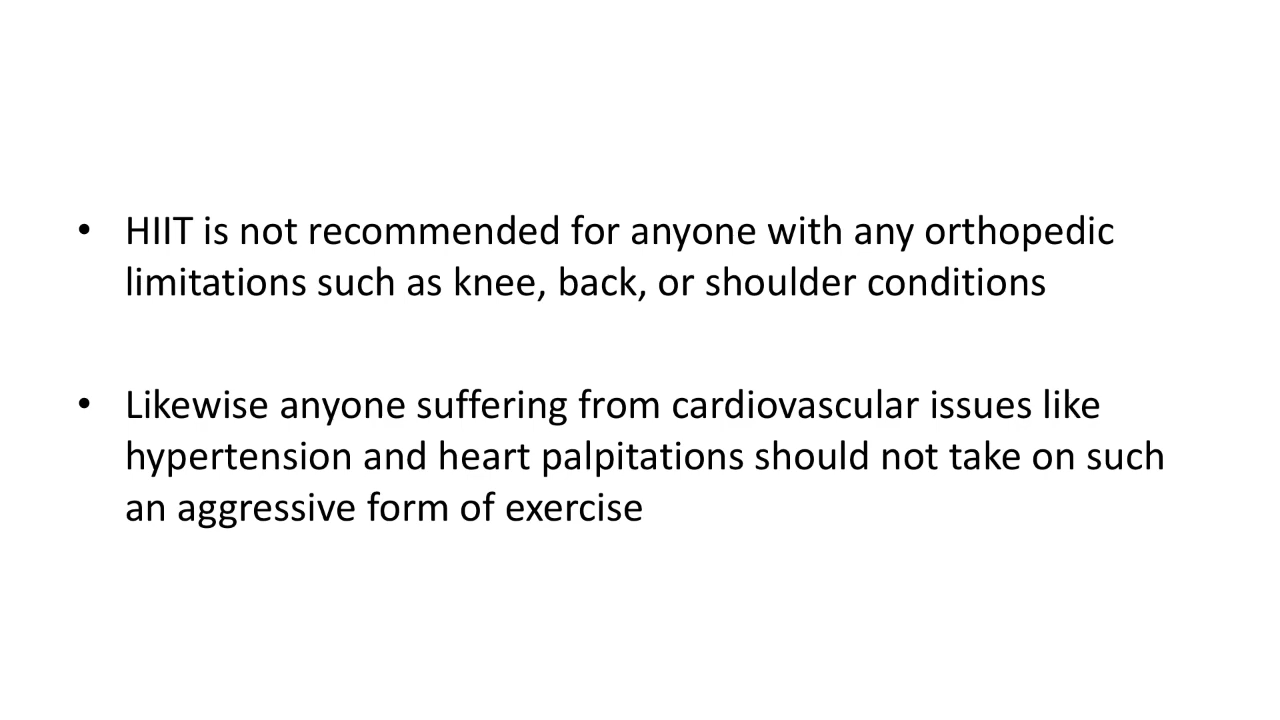 • HIIT is not recommended for anyone with any orthopedic
limitations such as knee, back, or shoulder conditions
• Likewise anyone suffering from cardiovascular issues like
hypertension and heart palpitations should not take on such
an aggressive form of exercise